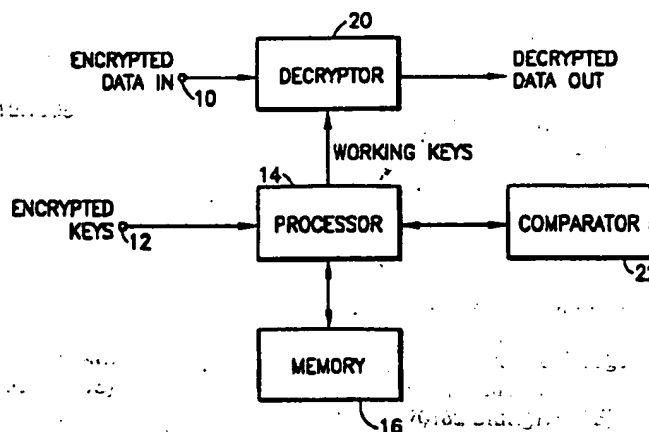 20
ENCRYPTED
DATA IN
10
DECRYPTOR
DECRYPTED
DATA OUT
WORKING KEYS
14
ENCRYPTED
KEYS
12
PROCESSOR
COMPARATOR
MEMORY
16